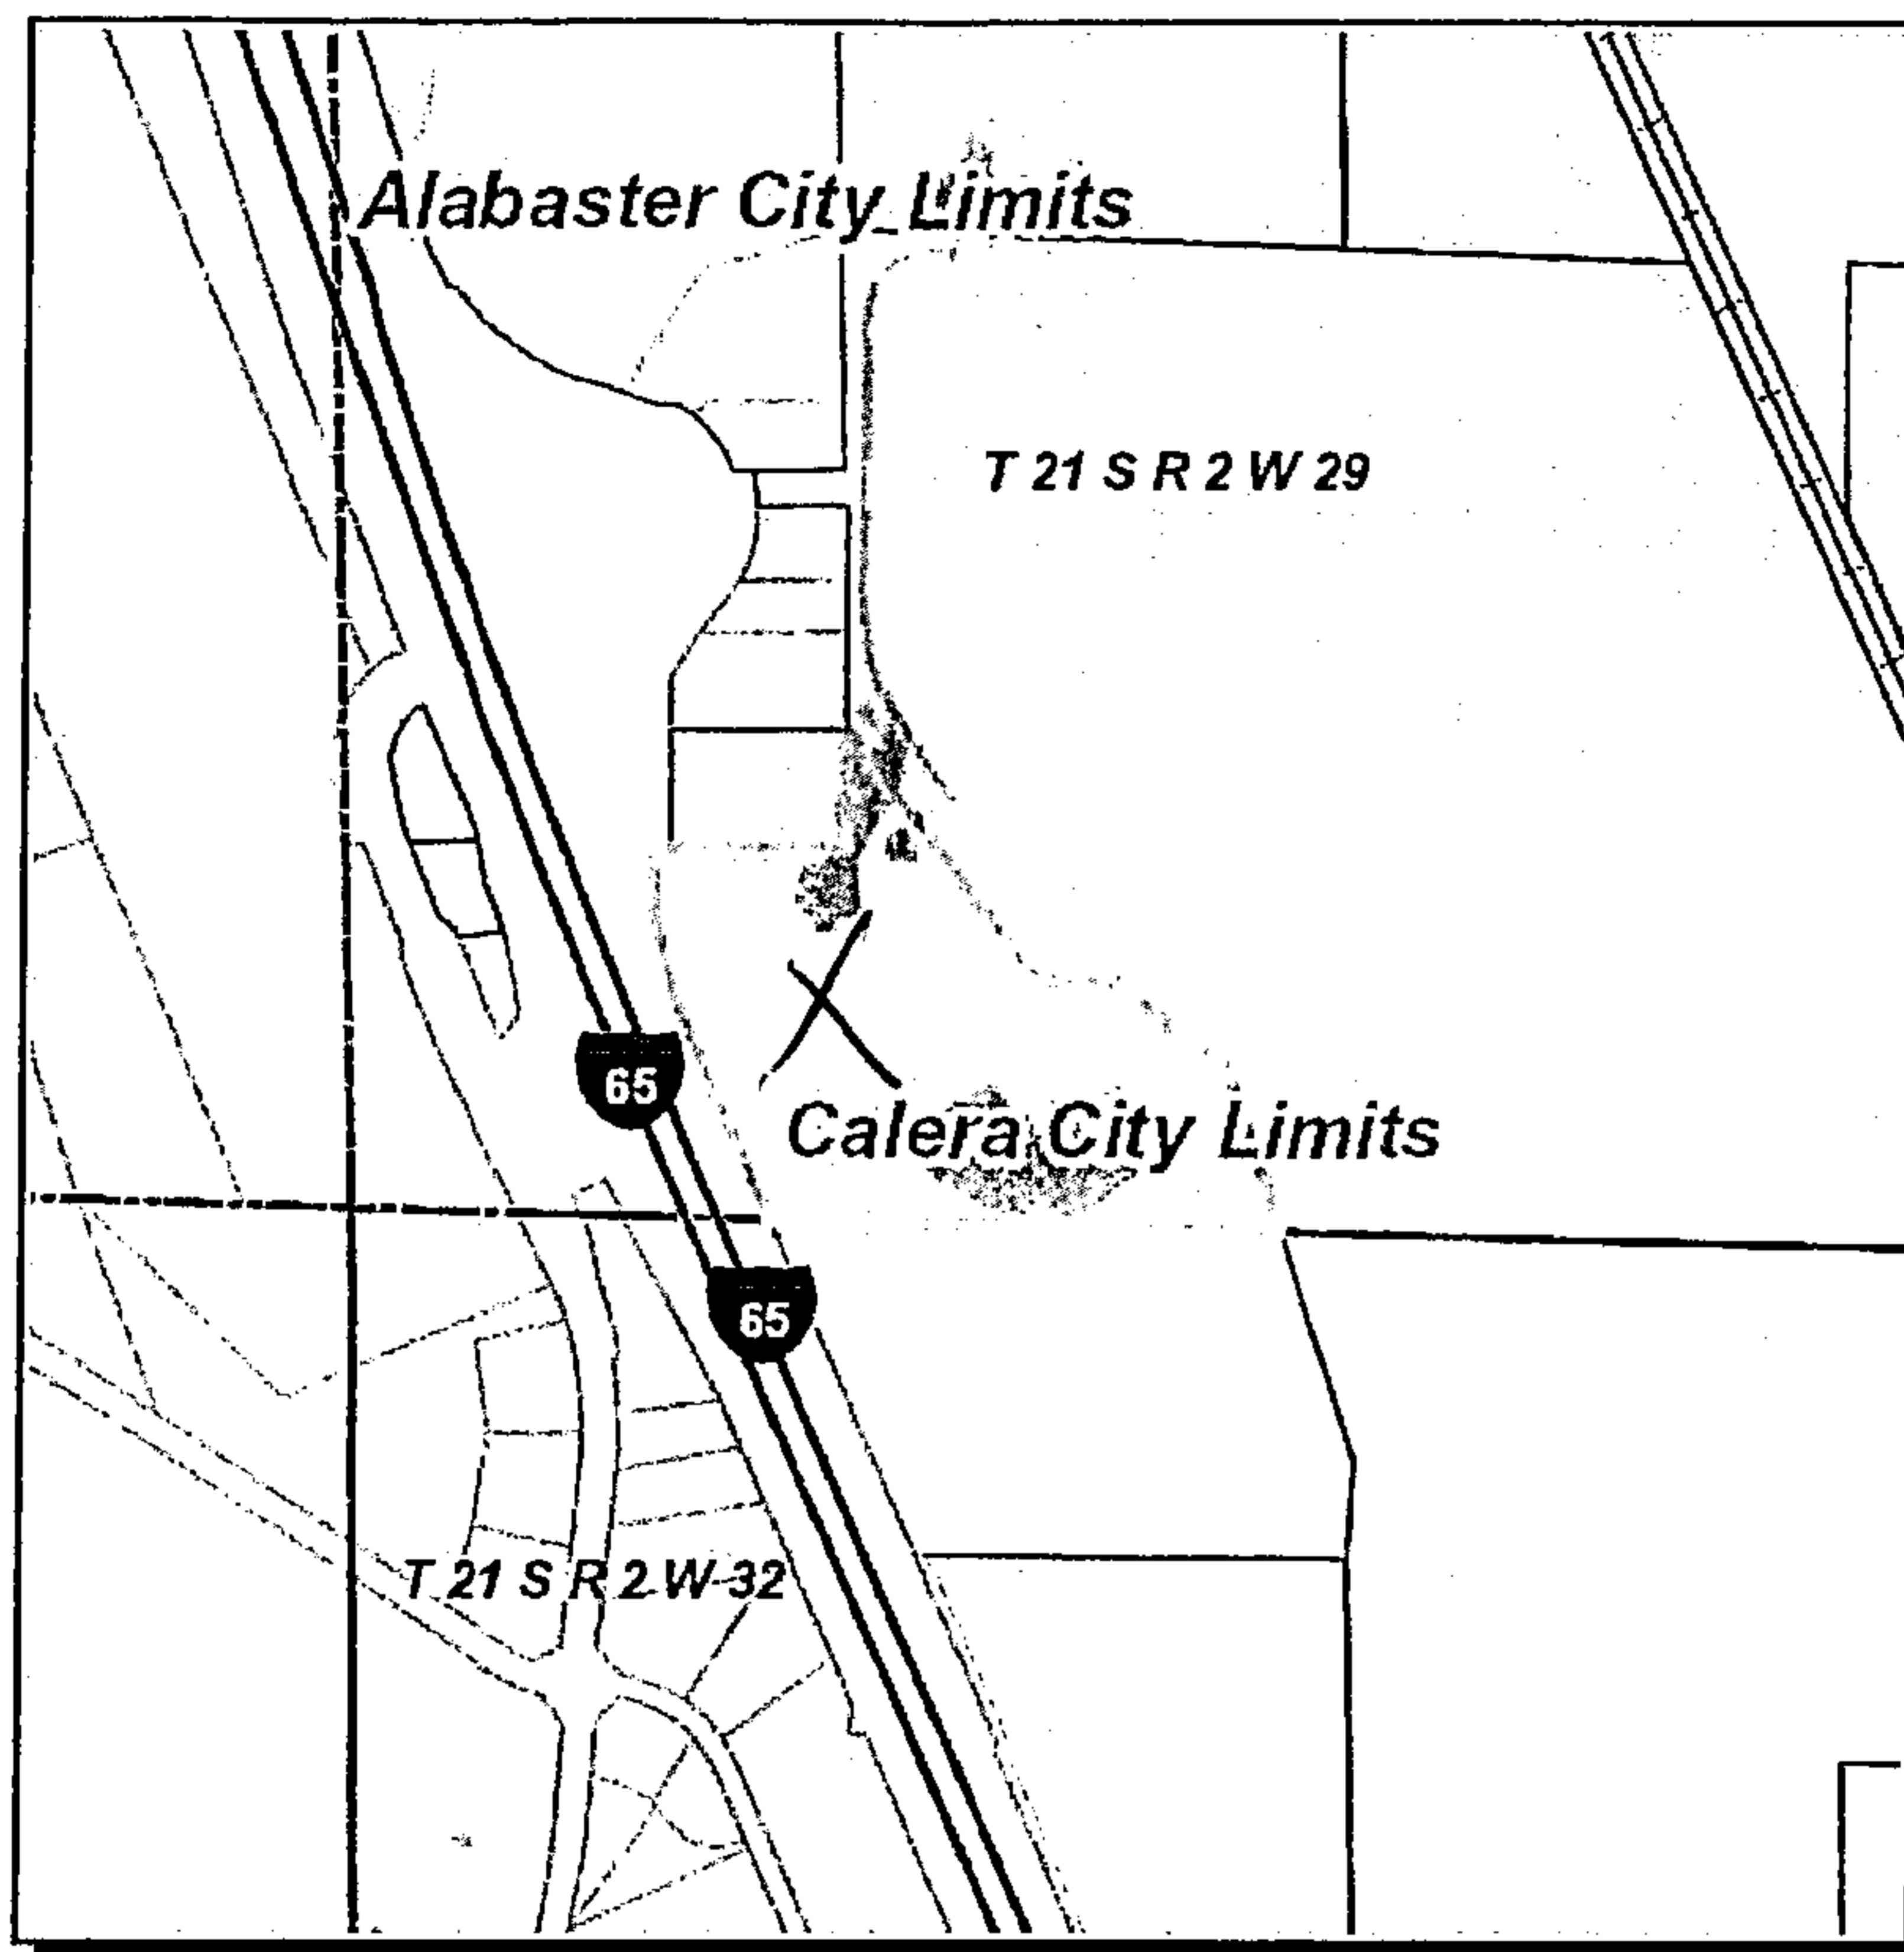 Alabaster City Limits
T 21 S R 2 W 29
X
65
Calera City Limits
65
T 21 S R 2 W 32